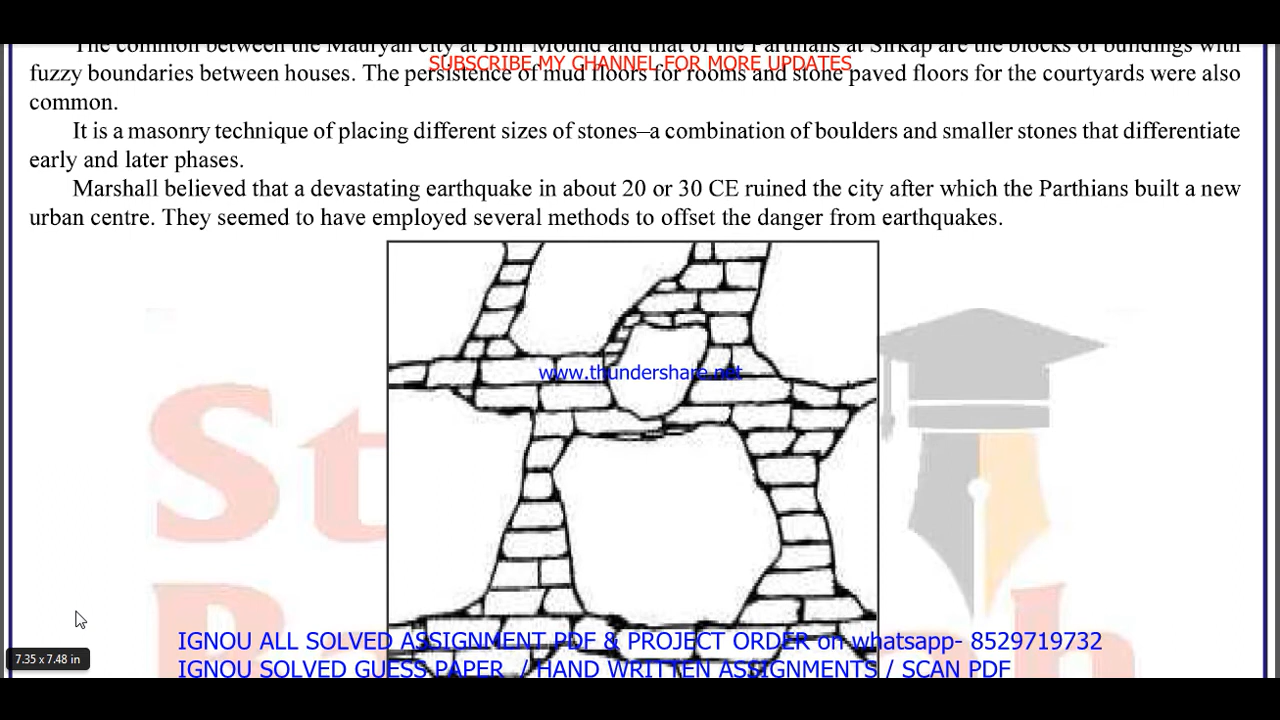 The common between the Mauryan city at Bhir Mound and that of the Parthians at Sirkap are the blocks of buildings with
SUBSCRIBE MY CHANNEL FOR MORE UPDATES
fuzzy boundaries between houses. The persistence of mud floors for rooms and stone paved floors for the courtyards were also
common.
It is a masonry technique of placing different sizes of stones–a combination of boulders and smaller stones that differentiate
early and later phases.
Marshall believed that a devastating earthquake in about 20 or 30 CE ruined the city after which the Parthians built a new
urban centre. They seemed to have employed several methods to offset the danger from earthquakes.
www.thundershare.net
St
P h
IGNOU ALL SOLVED ASSIGNMENT PDF & PROJECT ORDER on whatsapp- 8529719732
7.35 x 7.48 in
IGNOU SOLVED GUESS PAPER / HAND WRITTEN ASSIGNMENTS / SCAN PDF